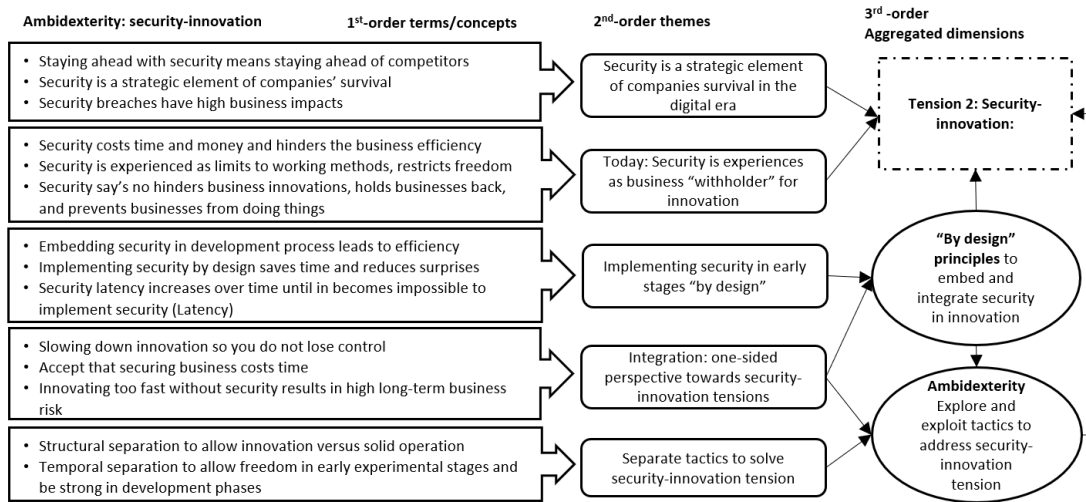 Ambidexterity: security-innovation
1st-order terms/concepts
2nd-order themes
3rd -order
Aggregated dimensions
• Staying ahead with security means staying ahead of competitors
• Security is a strategic element of companies' survival
• Security breaches have high business impacts
Security is a strategic element
of companies survival in the
digital era
Tension 2: Security-
innovation:
• Security costs time and money and hinders the business efficiency
• Security is experienced as limits to working methods, restricts freedom
• Security say's no hinders business innovations, holds businesses back,
and prevents businesses from doing things
Today: Security is experiences
as business "withholder" for
innovation
• Embedding security in development process leads to efficiency
• Implementing security by design saves time and reduces surprises
• Security latency increases over time until in becomes impossible to
implement security (Latency)
Implementing security in early
stages "by design"
"By design"
principles to
embed and
integrate security
in innovation
• Slowing down innovation so you do not lose control
• Accept that securing business costs time
• Innovating too fast without security results in high long-term business
risk
Integration: one-sided
perspective towards security-
innovation tensions
Ambidexterity
Explore and
exploit tactics to
address security-
innovation
tension
• Structural separation to allow innovation versus solid operation
• Temporal separation to allow freedom in early experimental stages and
be strong in development phases
Separate tactics to solve
security-innovation tension